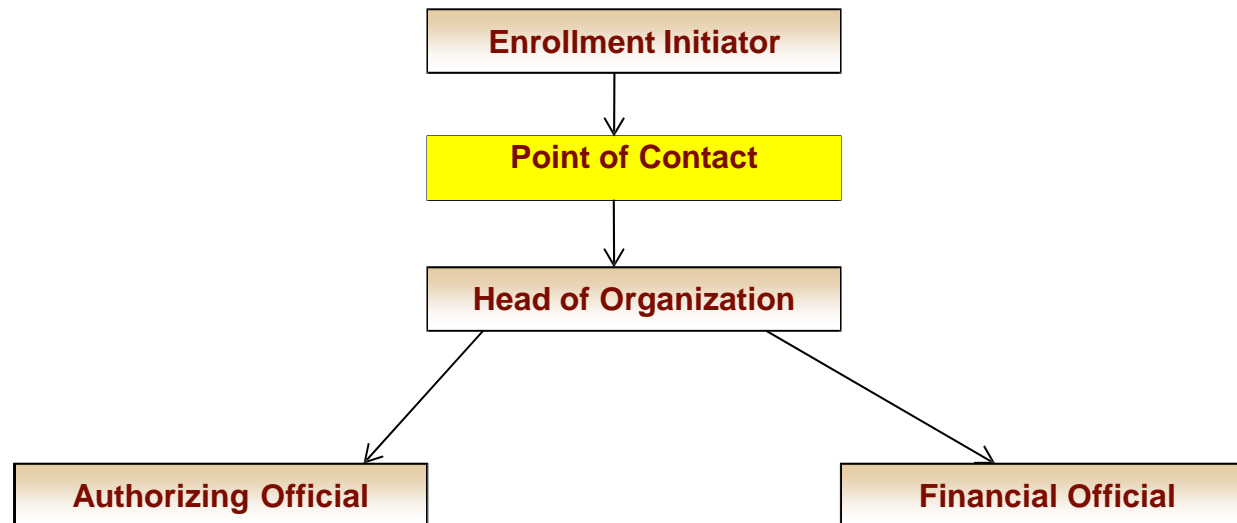 Enrollment Initiator
Point of Contact
Head of Organization
Authorizing Official
Financial Official